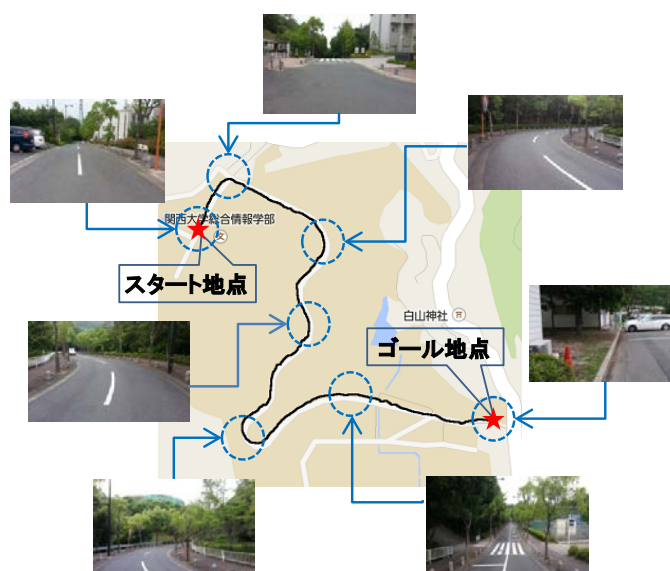 関西大学総合情報学部
スタート地点
白山神社
ゴール地点